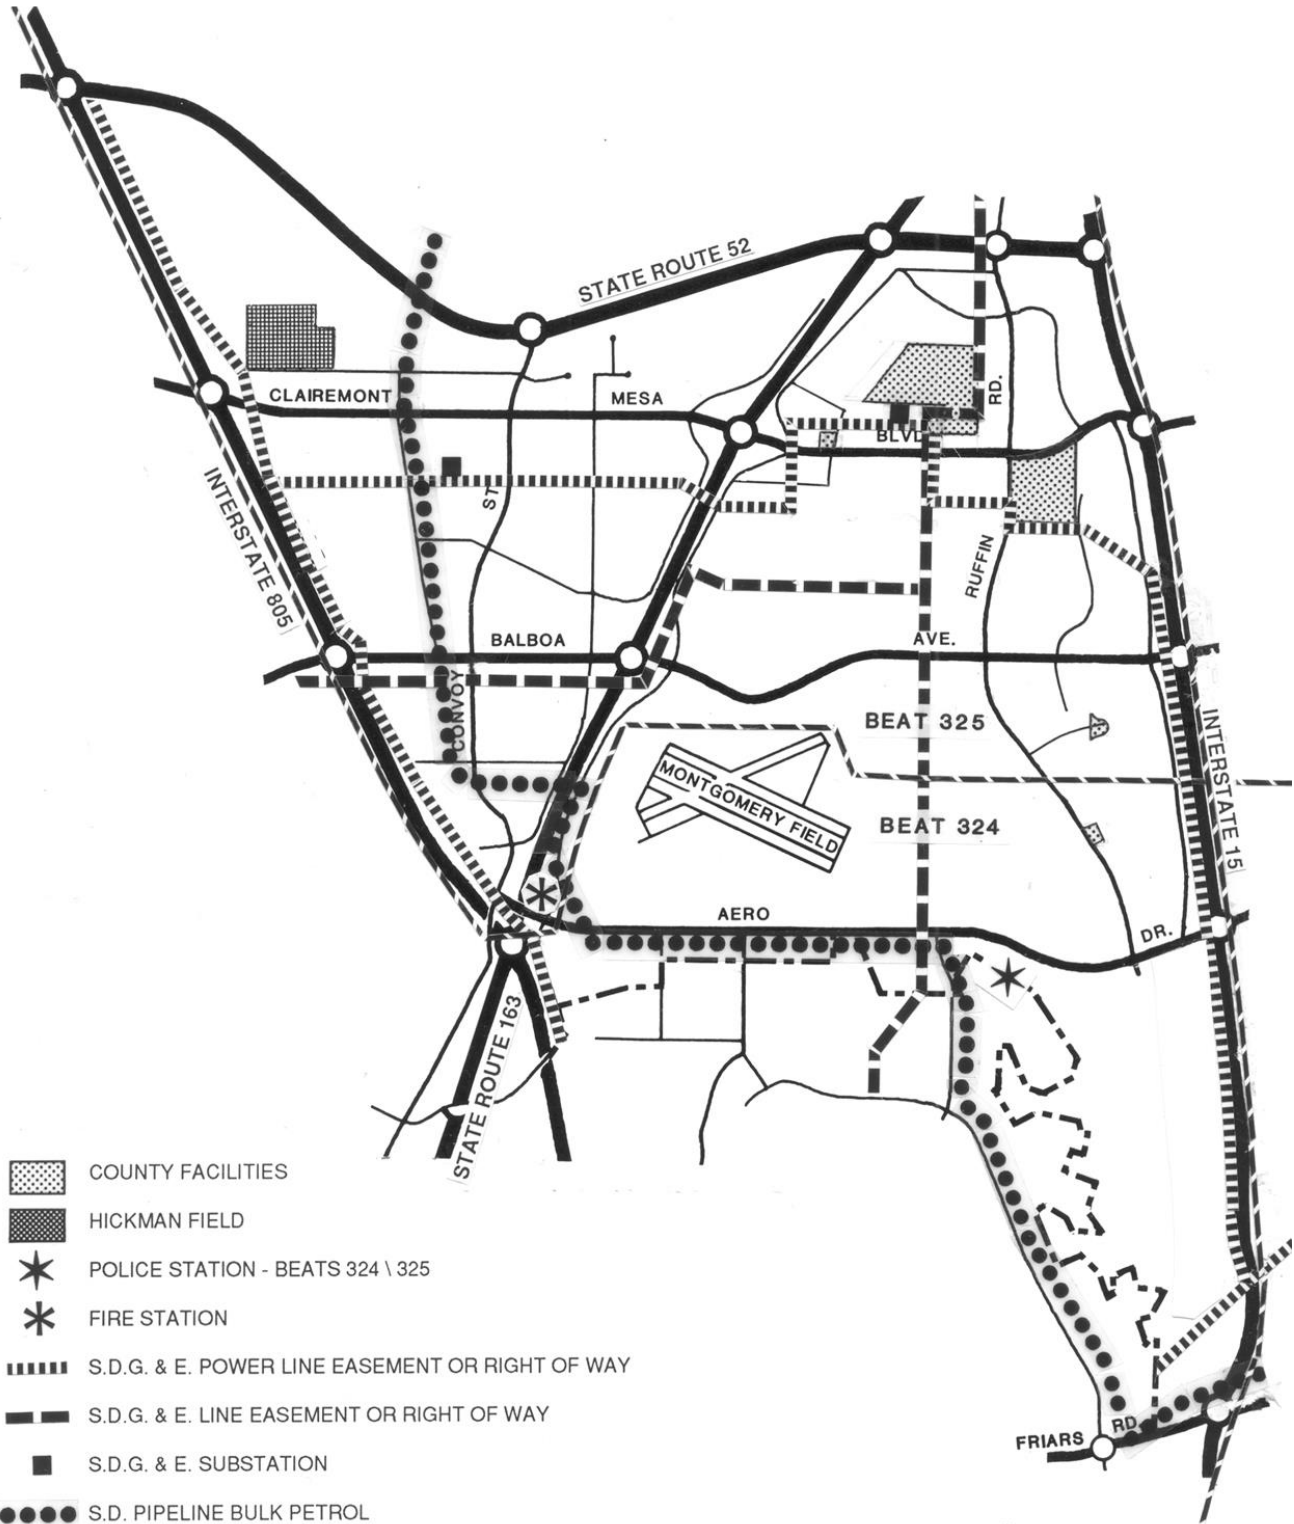 STATE ROUTE 52
CLAIREMONT
MESA
RD.
BLVD
ST
INTERSTATE 805
RUFFIN
BALBOA
AVE.
CONVOY
BEAT 325
INTERSTATE 15
MONTGOMERY FIELD
BEAT 324
AERO
DR.
STATE ROUTE 163
COUNTY FACILITIES
HICKMAN FIELD
POLICE STATION - BEATS 324 \ 325
FIRE STATION
S.D.G. & E. POWER LINE EASEMENT OR RIGHT OF WAY
S.D.G. & E. LINE EASEMENT OR RIGHT OF WAY
FRIARS
RD
S.D.G. & E. SUBSTATION
S.D. PIPELINE BULK PETROL